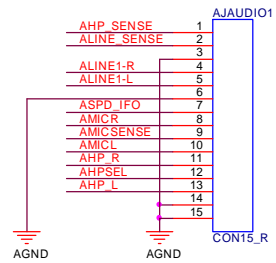 AJAUDIO1
AHP_SENSE 1
ALINE_SENSE 2
3
ALINE1-R 4
ALINE1-L 5
6
ASPD_IFO 7
AMICR 8
AMICSENSE 9
AMICL 10
AHP_R 11
AHPSEL 12
AHP_L 13
14
15
CON15_R
AGND AGND